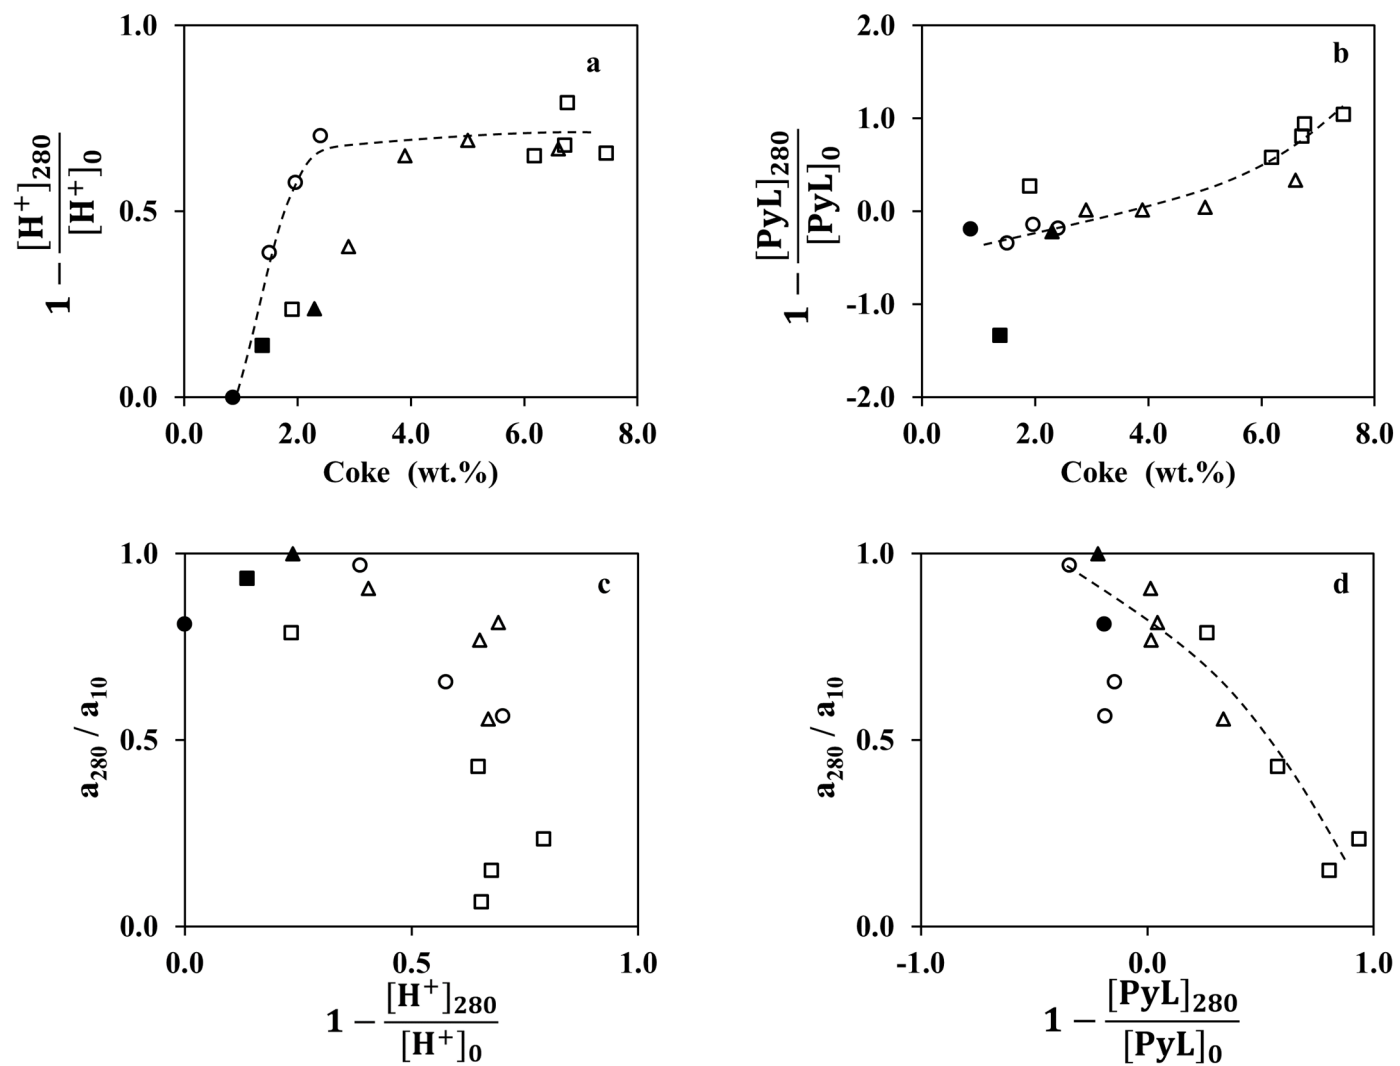 1.0
0.5
0.0
0.0 2.0 4.0 6.0 8.0
Coke (wt.%)
1 − [H⁺]₂₈₀ / [H⁺]₀
a
2.0
1.0
0.0
-1.0
-2.0
0.0 2.0 4.0 6.0 8.0
Coke (wt.%)
1 − [PyL]₂₈₀ / [PyL]₀
b
1.0
0.5
0.0
0.0 0.5 1.0
1 − [H⁺]₂₈₀ / [H⁺]₀
a₂₈₀ / a₁₀
c
1.0
0.5
0.0
-1.0 0.0 1.0
1 − [PyL]₂₈₀ / [PyL]₀
a₂₈₀ / a₁₀
d